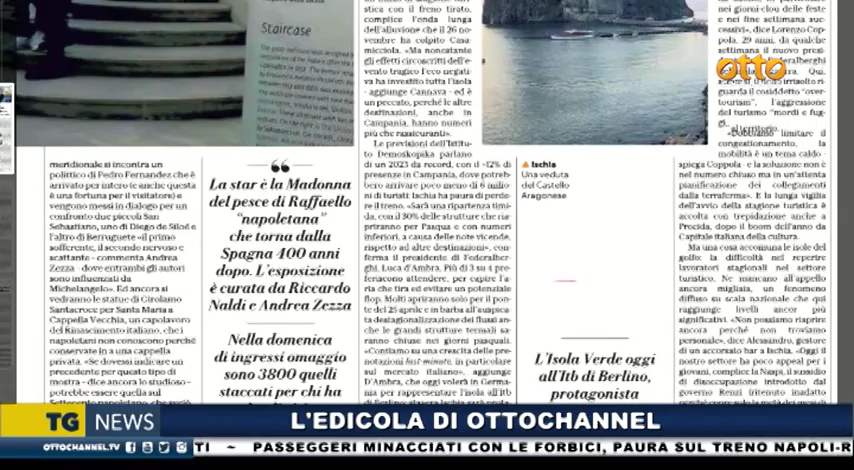 Staircase
meridionale si incontra un
polittico di Pedro Fernandez che è
arrivato per intero (e anche questa
è una fortuna per il visitatore) e
vengono messi in dialogo per un
confronto due piccoli San
Sebastiano, uno di Diego de Siloé e
l'altro di Berruguete «il primo
sofferente, il secondo nervoso e
scattante - commenta Andrea
Zezza - dove entrambi gli autori
sono influenzati da
Michelangelo». Ed ancora si
vedranno le statue di Girolamo
Santacroce per Santa Maria a
Cappella Vecchia, un capolavoro
del Rinascimento italiano, che i
napoletani non conoscono perché
conservate in a una cappella
privata. «Se dovessi indicare un
precedente per questo tipo di
mostra - dice ancora lo studioso -
potrebbe essere quella sul
“
La star è la Madonna
del pesce di Raffaello
“napoletana”
che torna dalla
Spagna 400 anni
dopo. L'esposizione
è curata da Riccardo
Naldi e Andrea Zezza
Nella domenica
di ingressi omaggio
sono 3800 quelli
staccati per chi ha
stica con il freno tirato,
complice l'onda lunga
dell'alluvione che il 26 no-
vembre ha colpito Casa-
micciola. «Ma nonostante
gli effetti circoscritti dell'e-
vento tragico l'eco negati-
va ha investito tutta l'isola
- aggiunge Cannava - ed è
un peccato, perché le altre
destinazioni, anche in
Campania, hanno numeri
più che rassicuranti».
Le previsioni dell'Istitu-
to Demoskopika parlano
di un 2023 da record, con il +12% di
presenze in Campania, dove potreb-
bero arrivare poco meno di 6 milio-
ni di turisti: Ischia ha paura di perde-
re il treno. «Sarà una ripartenza timi-
da, con il 30% delle strutture che ria-
priranno per Pasqua e con numeri
inferiori, a causa delle note vicende,
rispetto ad altre destinazioni», con-
ferma il presidente di Federalber-
ghi, Luca d'Ambra. Più di 3 su 4 pre-
feriscono attendere, per capire l'a-
ria che tira ed evitare un potenziale
flop. Molti apriranno solo per il pon-
te del 25 aprile e in barba all'auspica-
ta destagionalizzazione dei flussi an-
che le grandi strutture termali sa-
ranno chiuse nei giorni pasquali.
«Contiamo su una crescita delle pre-
notazioni last minute, in particolare
sul mercato italiano», aggiunge
D'Ambra, che oggi volerà in Germa-
nia per rappresentare l'isola all'itb
Ischia
Una veduta
del Castello
Aragonese
L'Isola Verde oggi
all'Itb di Berlino,
protagonista
nei giorni-clou delle feste
e nei fine settimana suc-
cessivi», dice Lorenzo Cop-
pola, 29 anni, da qualche
settimana il nuovo presi-
otto
guarda il cosiddetto “over-
tourism”, l'aggressione
del turismo “mordi e fug-
«Dobbiamo limitare il
congestionamento, la
mobilità è un tema caldo -
spiega Coppola - e la soluzione non è
nel numero chiuso ma in un'attenta
pianificazione dei collegamenti
dalla terraferma». E la lunga vigilia
dell'avvio della stagione turistica è
accolta con trepidazione anche a
Procida, dopo il boom dell'anno da
Capitale italiana della cultura.
Ma una cosa accomuna le isole del
golfo: la difficoltà nel reperire
lavoratori stagionali nel settore
turistico. Ne mancano all'appello
ancora migliaia, un fenomeno
diffuso su scala nazionale che qui
raggiunge livelli ancor più
significativi. «Non possiamo riaprire
ancora perché non troviamo
personale», dice Alessandro, gestore
di un accorsato bar a Ischia. «Oggi il
nostro settore ha poco appeal per i
giovani, complice la Naspi, il sussidio
di disoccupazione introdotto dal
governo Renzi (ritenuto inadatto
TG NEWS
L'EDICOLA DI OTTOCHANNEL
OTTOCHANNEL.TV
TI ~ PASSEGGERI MINACCIATI CON LE FORBICI, PAURA SUL TRENO NAPOLI-R